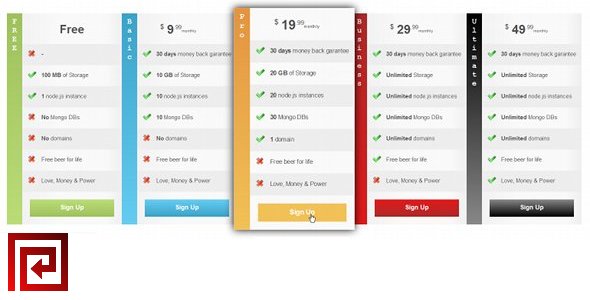 FREE
Free
-
100 MB of Storage
1 node.js instance
No Mongo DBs
No domains
Free beer for life
Love, Money & Power
Sign Up
Basic
$ 9.99 monthly
30 days money back garantee
10 GB of Storage
10 node.js instances
10 Mongo DBs
No domains
Free beer for life
Love, Money & Power
Sign Up
Pro
$ 19.99 monthly
30 days money back garantee
20 GB of Storage
20 node.js instances
30 Mongo DBs
1 domain
Free beer for life
Love, Money & Power
Sign Up
Business
$ 29.99 monthly
30 days money back garantee
Unlimited Storage
Unlimited node.js instances
Unlimited Mongo DBs
Unlimited domains
Free beer for life
Love, Money & Power
Sign Up
Ultimate
$ 49.99 monthly
30 days money back garantee
Unlimited Storage
Unlimited node.js instances
Unlimited Mongo DBs
Unlimited domains
Free beer for life
Love, Money & Power
Sign Up